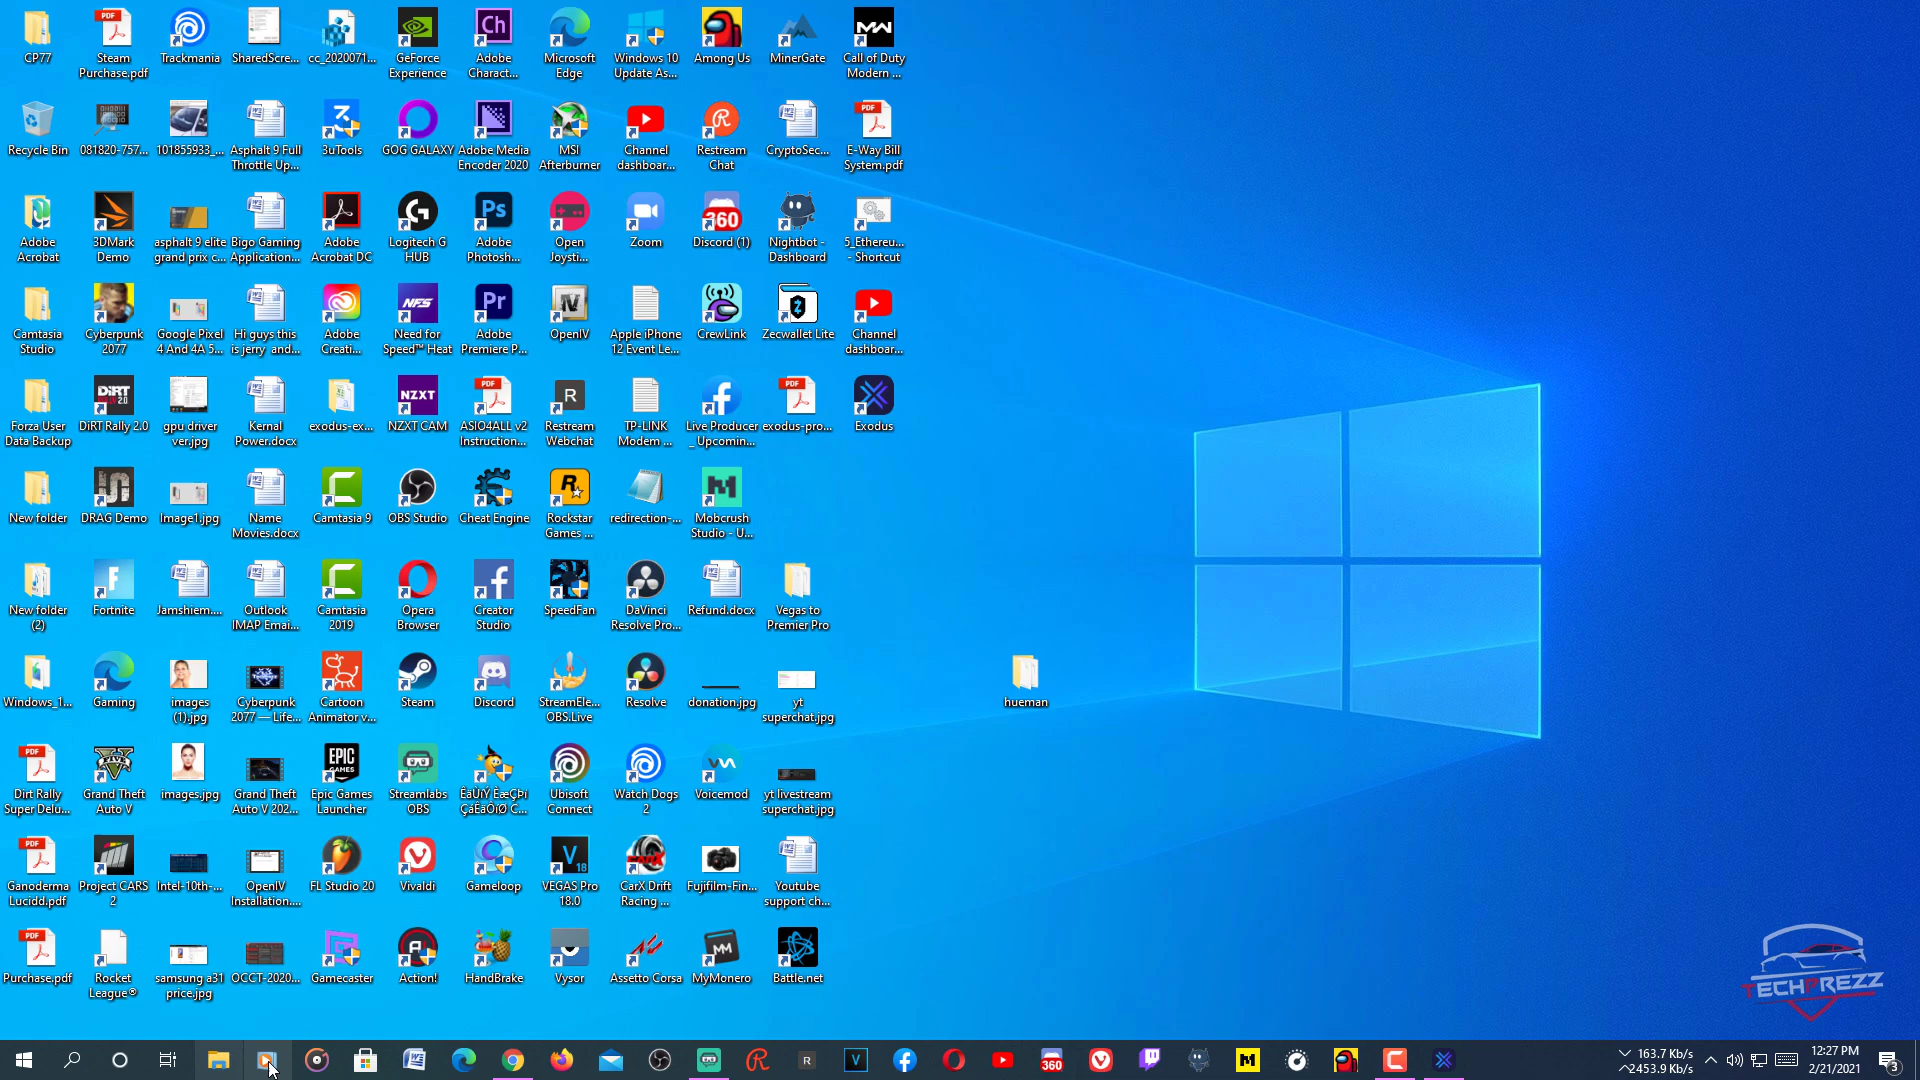 CP77
Steam
Purchase.pdf
Trackmania
SharedScre...
cc_2020071...
GeForce
Experience
Adobe
Charact...
Microsoft
Edge
Windows 10
Update As...
Among Us
MinerGate
Call of Duty
Modern ...
Recycle Bin
081820-757...
101855933_...
Asphalt 9 Full
Throttle Up...
3uTools
GOG GALAXY
Adobe Media
Encoder 2020
MSI
Afterburner
Channel
dashboar...
Restream
Chat
CryptoSec...
E-Way Bill
System.pdf
Adobe
Acrobat
3DMark
Demo
asphalt 9 elite
grand prix c...
Bigo Gaming
Application...
Adobe
Acrobat DC
Logitech G
HUB
Adobe
Photosh...
Open
Joysti...
Zoom
Discord (1)
Nightbot -
Dashboard
5_Ethereu...
- Shortcut
Camtasia
Studio
Cyberpunk
2077
Google Pixel
4 And 4A 5...
Hi guys this
is jerry and...
Adobe
Creati...
Need for
Speed™ Heat
Adobe
Premiere P...
OpenIV
Apple iPhone
12 Event Le...
CrewLink
Zecwallet Lite
Channel
dashboar...
Forza User
Data Backup
DiRT Rally 2.0
gpu driver
ver.jpg
Kernal
Power.docx
exodus-ex...
NZXT CAM
ASIO4ALL v2
Instruction...
Restream
Webchat
TP-LINK
Modem ...
Live Producer
_ Upcomin...
exodus-pro...
Exodus
New folder
DRAG Demo
Image1.jpg
Name
Movies.docx
Camtasia 9
OBS Studio
Cheat Engine
Rockstar
Games ...
redirection-...
Mobcrush
Studio - U...
New folder
(2)
Fortnite
Jamshiem....
Outlook
IMAP Emai...
Camtasia
2019
Opera
Browser
Creator
Studio
SpeedFan
DaVinci
Resolve Pro...
Refund.docx
Vegas to
Premier Pro
Windows_1...
Gaming
images
(1).jpg
Cyberpunk
2077 — Life...
Cartoon
Animator v...
Steam
Discord
StreamEle...
OBS.Live
Resolve
donation.jpg
yt
superchat.jpg
hueman
Dirt Rally
Super Delu...
Grand Theft
Auto V
images.jpg
Grand Theft
Auto V 202...
Epic Games
Launcher
Streamlabs
OBS
ÊäÙíÝ ÈæÇÞí
ÇáÊäÕíØ C...
Ubisoft
Connect
Watch Dogs
2
Voicemod
yt livestream
superchat.jpg
Ganoderma
Lucidd.pdf
Project CARS
2
Intel-10th-...
OpenIV
Installation....
FL Studio 20
Vivaldi
Gameloop
VEGAS Pro
18.0
CarX Drift
Racing ...
Fujifilm-Fin...
Youtube
support ch...
Purchase.pdf
Rocket
League®
samsung a31
price.jpg
OCCT-2020...
Gamecaster
Action!
HandBrake
Vysor
Assetto Corsa
MyMonero
Battle.net
TECHPREZZ
163.7 Kb/s
2453.9 Kb/s
12:27 PM
2/21/2021
3